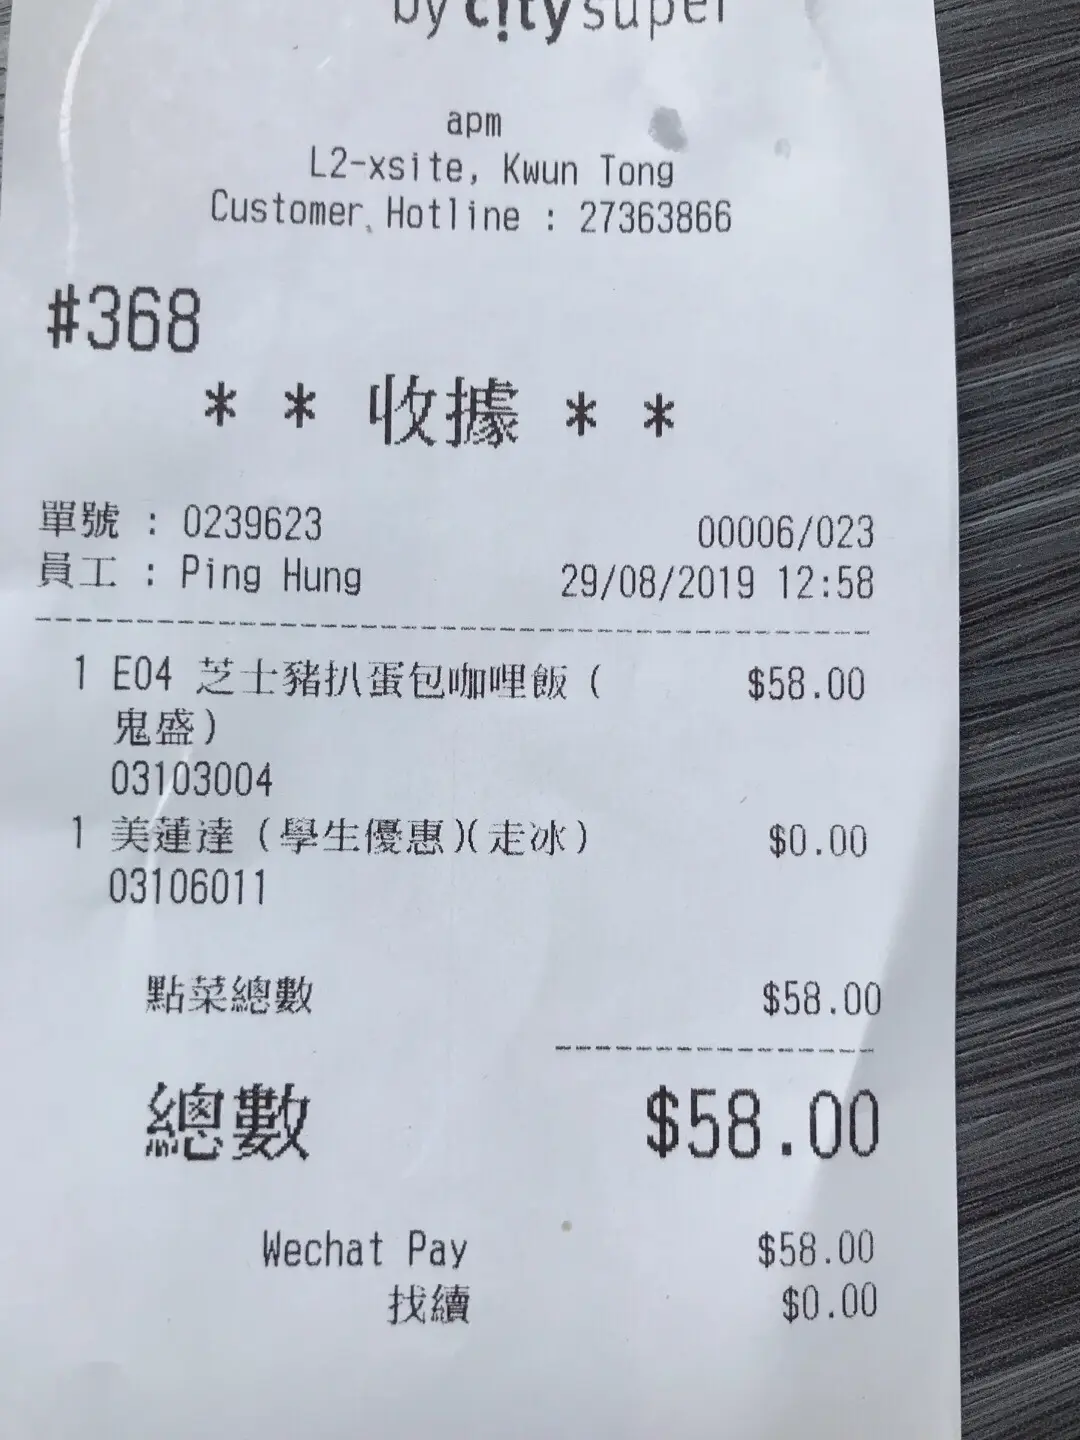 by city'super
apm
L2-xsite, Kwun Tong
Customer Hotline : 27363866
#368
* * 收據 * *
單號 : 0239623 00006/023
員工 : Ping Hung 29/08/2019 12:58
1 E04 芝士豬扒蛋包咖哩飯 ( $58.00
鬼盛)
03103004
1 美蓮達 (學生優惠)(走冰) $0.00
03106011
點菜總數 $58.00
總數 $58.00
Wechat Pay $58.00
找續 $0.00